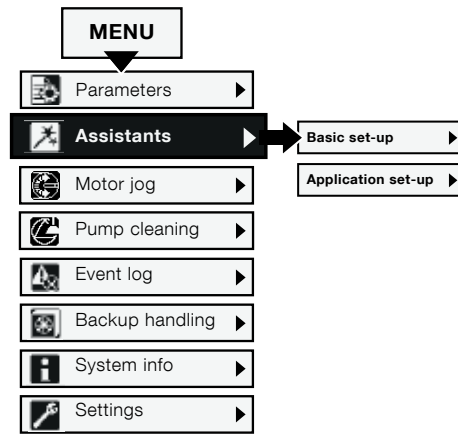 MENU
Parameters
Assistants
Basic set-up
Application set-up
Motor jog
Pump cleaning
Event log
Backup handling
System info
Settings